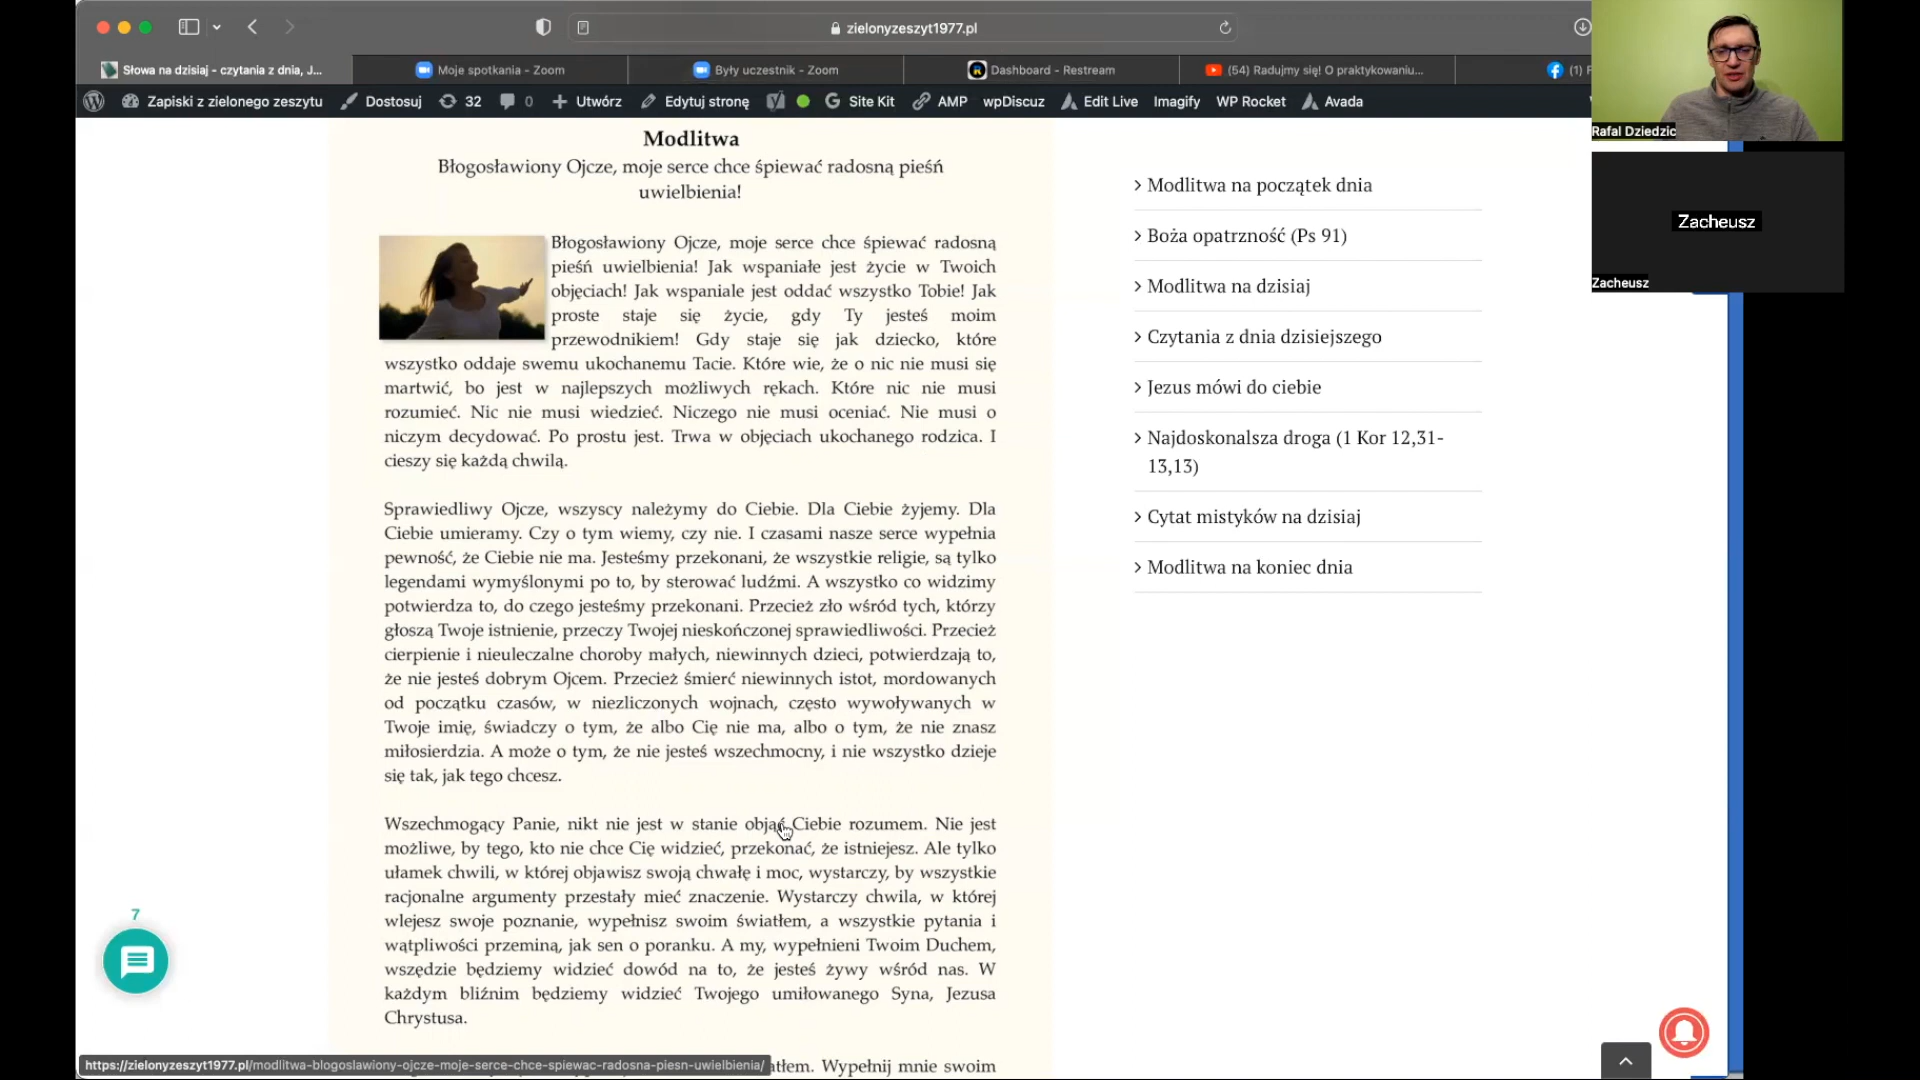 zielonyzeszyt1977.pl
Słowa na dzisiaj - czytania z dnia, J...
Moje spotkania - Zoom
Były uczestnik - Zoom
Dashboard - Restream
(54) Radujmy się! O praktykowaniu...
(1) F
Zapiski z zielonego zeszytu
Dostosuj
32
0
Utwórz
Edytuj stronę
Site Kit
AMP
wpDiscuz
Edit Live
Imagify
WP Rocket
Avada
Rafal Dziedzic
Zacheusz
Zacheusz
Modlitwa
Błogosławiony Ojcze, moje serce chce śpiewać radosną pieśń
uwielbienia!
Błogosławiony Ojcze, moje serce chce śpiewać radosną
pieśń uwielbienia! Jak wspaniałe jest życie w Twoich
objęciach! Jak wspaniale jest oddać wszystko Tobie! Jak
proste staje się życie, gdy Ty jesteś moim
przewodnikiem! Gdy staje się jak dziecko, które
wszystko oddaje swemu ukochanemu Tacie. Które wie, że o nic nie musi się
martwić, bo jest w najlepszych możliwych rękach. Które nic nie musi
rozumieć. Nic nie musi wiedzieć. Niczego nie musi oceniać. Nie musi o
niczym decydować. Po prostu jest. Trwa w objęciach ukochanego rodzica. I
cieszy się każdą chwilą.
Sprawiedliwy Ojcze, wszyscy należymy do Ciebie. Dla Ciebie żyjemy. Dla
Ciebie umieramy. Czy o tym wiemy, czy nie. I czasami nasze serce wypełnia
pewność, że Ciebie nie ma. Jesteśmy przekonani, że wszystkie religie, są tylko
legendami wymyślonymi po to, by sterować ludźmi. A wszystko co widzimy
potwierdza to, do czego jesteśmy przekonani. Przecież zło wśród tych, którzy
głoszą Twoje istnienie, przeczy Twojej nieskończonej sprawiedliwości. Przecież
cierpienie i nieuleczalne choroby małych, niewinnych dzieci, potwierdzają to,
że nie jesteś dobrym Ojcem. Przecież śmierć niewinnych istot, mordowanych
od początku czasów, w niezliczonych wojnach, często wywoływanych w
Twoje imię, świadczy o tym, że albo Cię nie ma, albo o tym, że nie znasz
miłosierdzia. A może o tym, że nie jesteś wszechmocny, i nie wszystko dzieje
się tak, jak tego chcesz.
Wszechmogący Panie, nikt nie jest w stanie objąć Ciebie rozumem. Nie jest
możliwe, by tego, kto nie chce Cię widzieć, przekonać, że istniejesz. Ale tylko
ułamek chwili, w której objawisz swoją chwałę i moc, wystarczy, by wszystkie
racjonalne argumenty przestały mieć znaczenie. Wystarczy chwila, w której
wlejesz swoje poznanie, wypełnisz swoim światłem, a wszystkie pytania i
wątpliwości przeminą, jak sen o poranku. A my, wypełnieni Twoim Duchem,
wszędzie będziemy widzieć dowód na to, że jesteś żywy wśród nas. W
każdym bliźnim będziemy widzieć Twojego umiłowanego Syna, Jezusa
Chrystusa.
atłem. Wypełnij mnie swoim
Modlitwa na początek dnia
Boża opatrzność (Ps 91)
Modlitwa na dzisiaj
Czytania z dnia dzisiejszego
Jezus mówi do ciebie
Najdoskonalsza droga (1 Kor 12,31-
13,13)
Cytat mistyków na dzisiaj
Modlitwa na koniec dnia
7
https://zielonyzeszyt1977.pl/modlitwa-blogoslawiony-ojcze-moje-serce-chce-spiewac-radosna-piesn-uwielbienia/